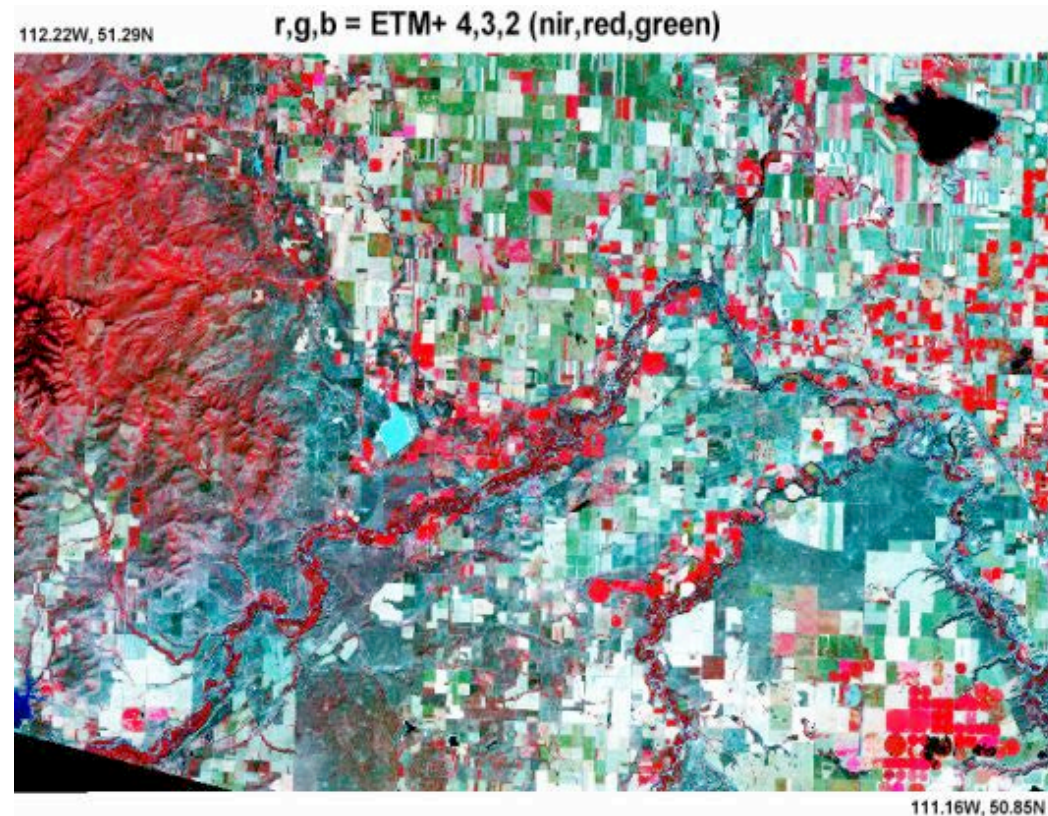 r,g,b = ETM+ 4,3,2 (nir,red,green)
112.22W, 51.29N
111.16W, 50.85N